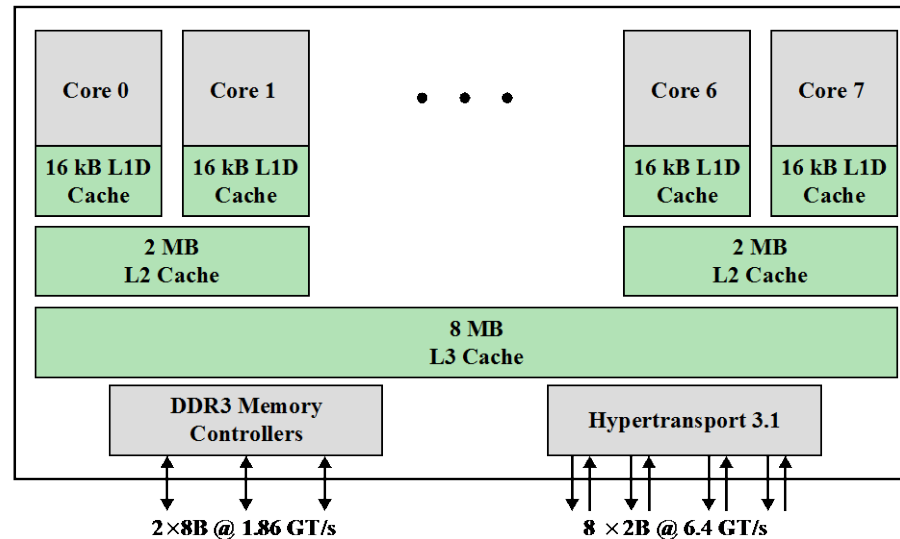 Core 0
Core 1
Core 6
Core 7
16 kB L1D
Cache
16 kB L1D
Cache
16 kB L1D
Cache
16 kB L1D
Cache
2 MB
L2 Cache
2 MB
L2 Cache
8 MB
L3 Cache
DDR3 Memory
Controllers
Hypertransport 3.1
2×8B @ 1.86 GT/s
8 ×2B @ 6.4 GT/s